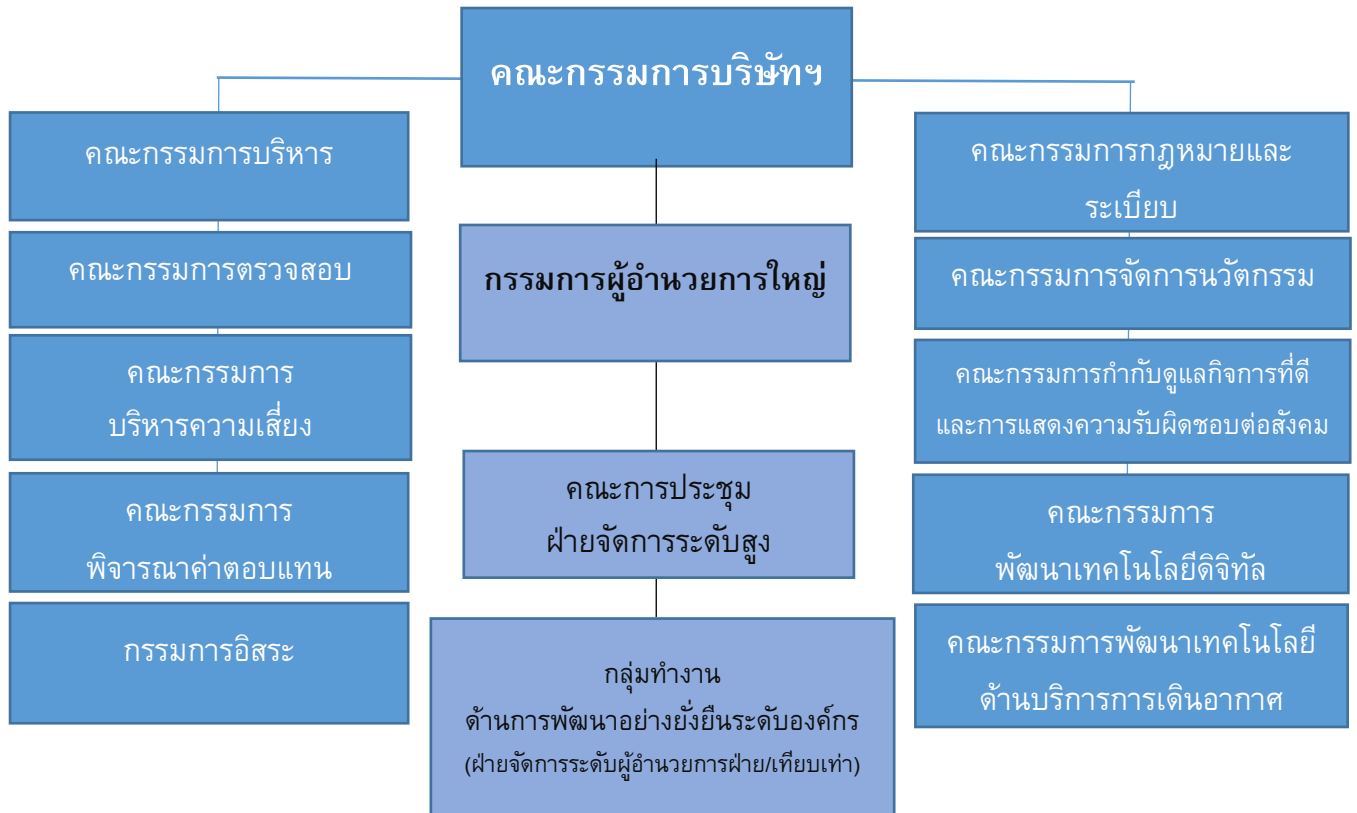 คณะกรรมการบริษัทฯ
คณะกรรมการบริหาร
คณะกรรมการตรวจสอบ
คณะกรรมการ
บริหารความเสี่ยง
คณะกรรมการ
พิจารณาค่าตอบแทน
กรรมการอิสระ
กรรมการผู้อำนวยการใหญ่
คณะการประชุม
ฝ่ายจัดการระดับสูง
กลุ่มทำงาน
ด้านการพัฒนาอย่างยั่งยืนระดับองค์กร
(ฝ่ายจัดการระดับผู้อำนวยการฝ่าย/เทียบเท่า)
คณะกรรมการกฎหมายและ
ระเบียบ
คณะกรรมการจัดการนวัตกรรม
คณะกรรมการกำกับดูแลกิจการที่ดี
และการแสดงความรับผิดชอบต่อสังคม
คณะกรรมการ
พัฒนาเทคโนโลยีดิจิทัล
คณะกรรมการพัฒนาเทคโนโลยี
ด้านบริการการเดินอากาศ